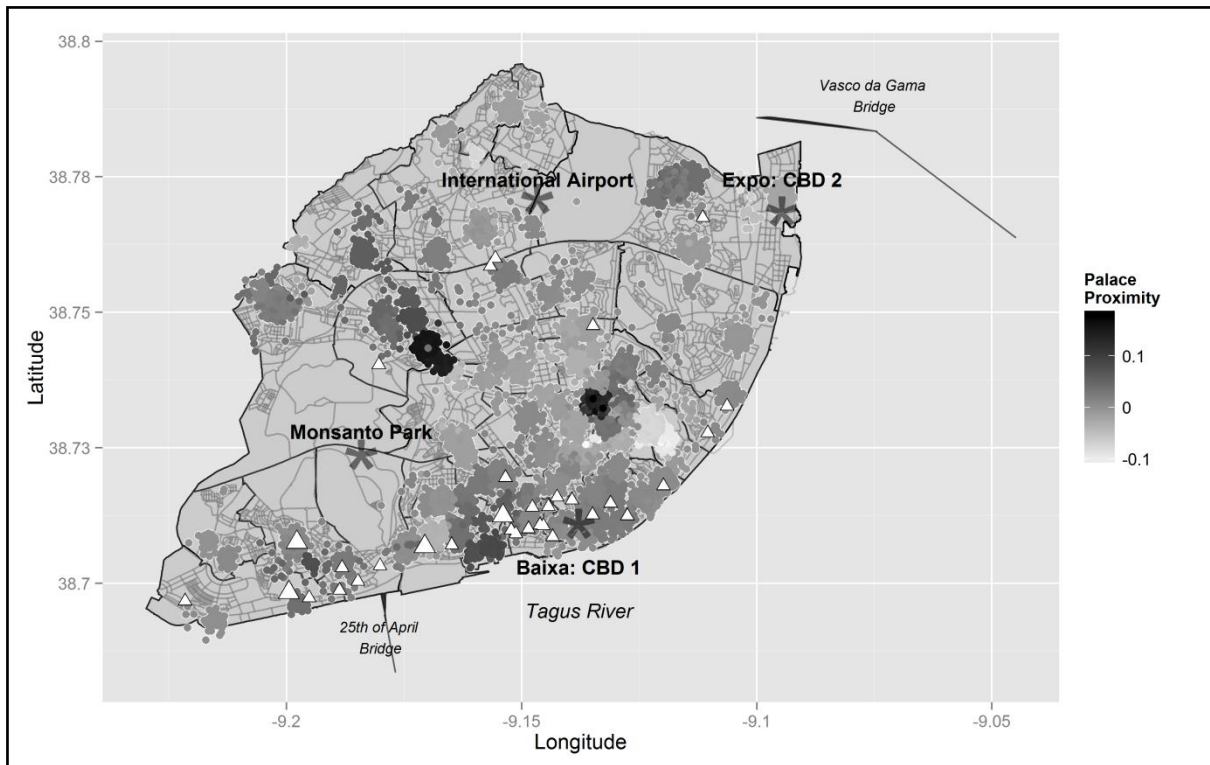 38.8
Vasco da Gama
Bridge
38.78
International Airport
Expo: CBD 2
Palace
Proximity
38.75
0.1
0
-0.1
Latitude
Monsanto Park
38.73
Baixa: CBD 1
38.7
Tagus River
25th of April
Bridge
-9.2
-9.15
-9.1
-9.05
Longitude